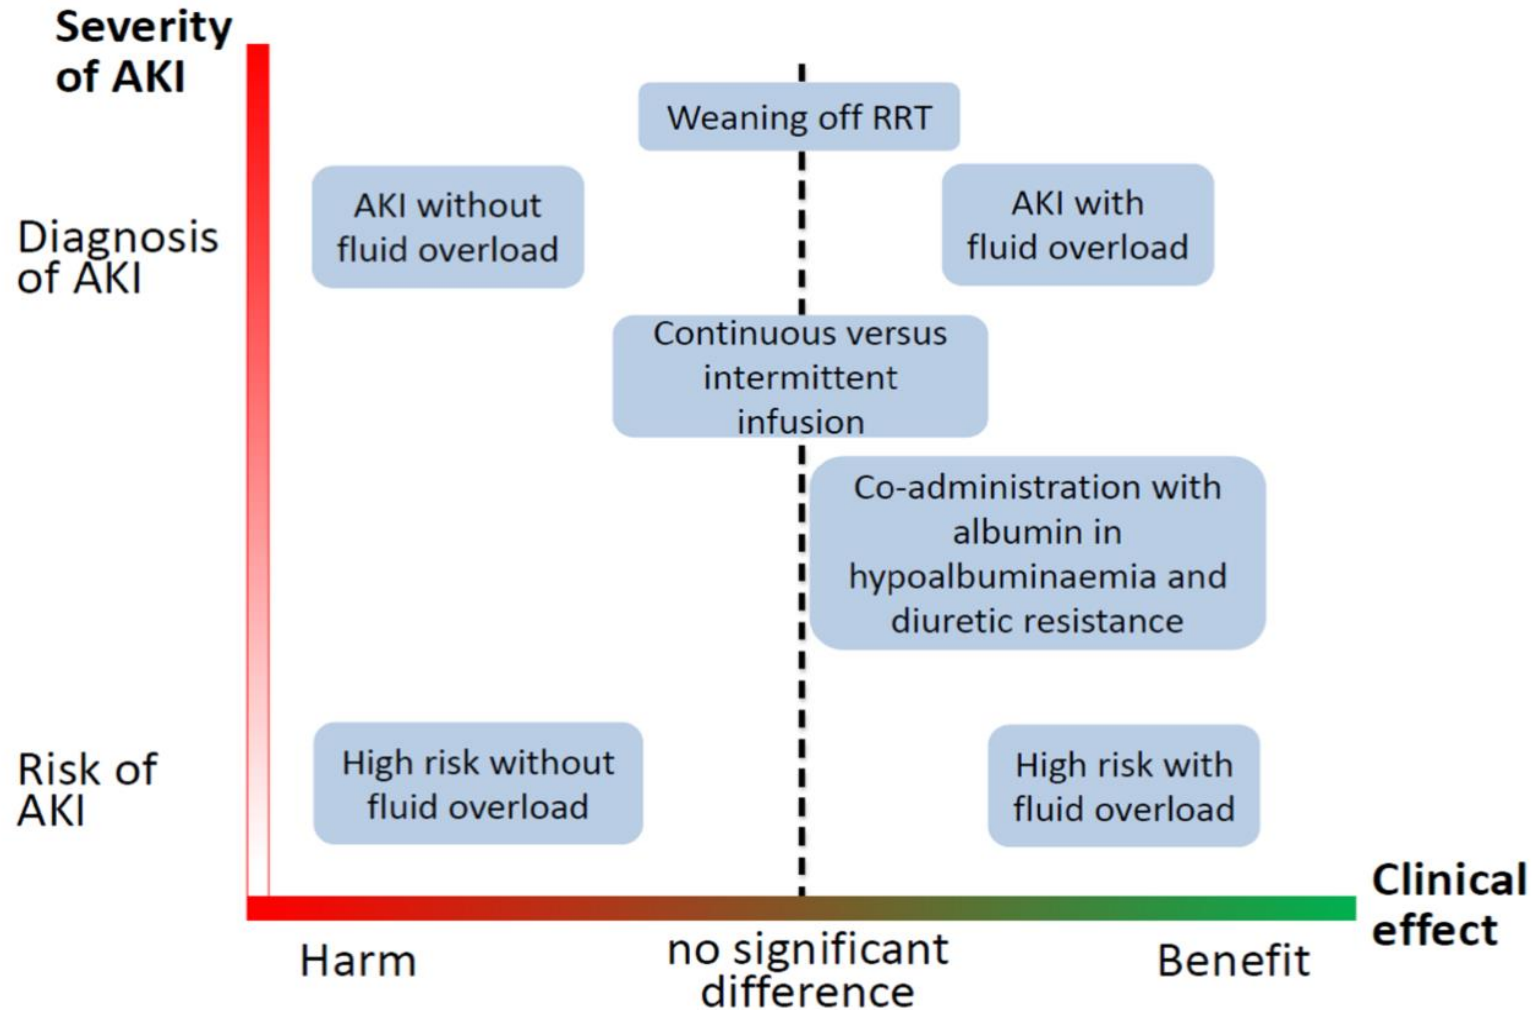 Severity
of AKI
Weaning off RRT
AKI without
fluid overload
AKI with
fluid overload
Diagnosis
of AKI
Continuous versus
intermittent
infusion
Co-administration with
albumin in
hypoalbuminaemia and
diuretic resistance
Risk of
AKI
High risk without
fluid overload
High risk with
fluid overload
Clinical
effect
Harm
no significant
difference
Benefit